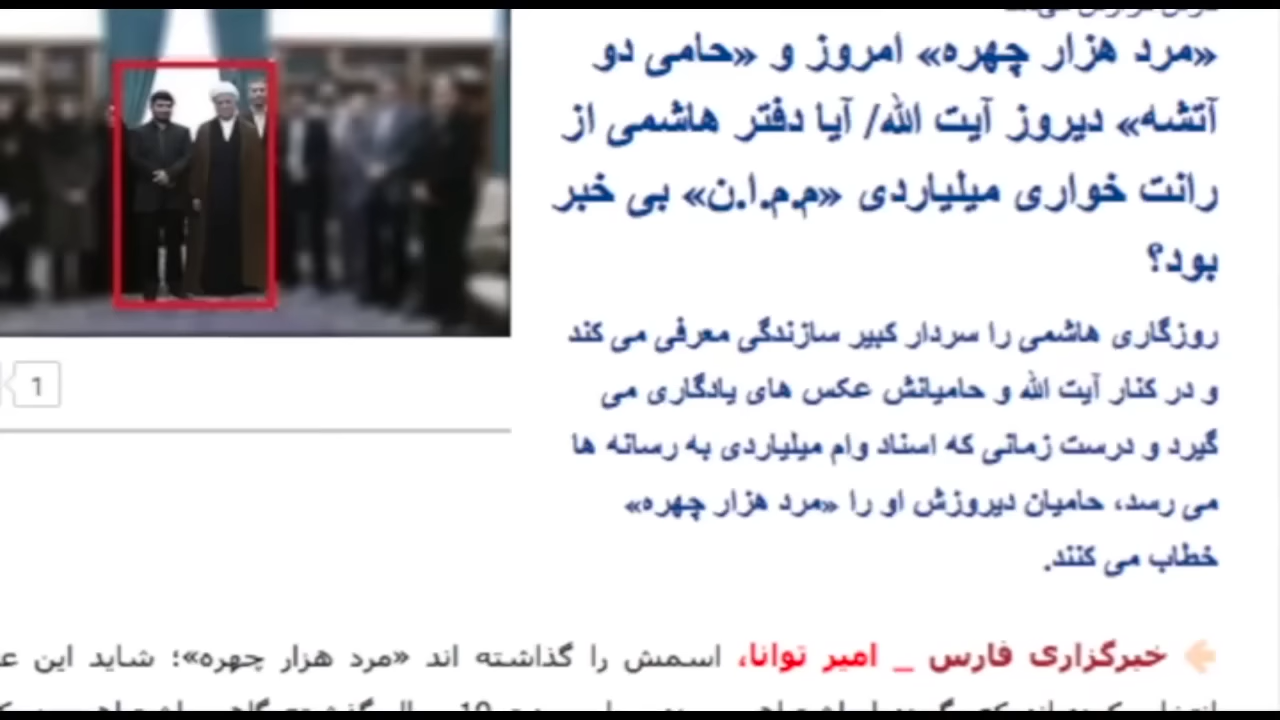 «مرد هزار چهره» امروز و «حامی دو
آتشه» دیروز آیت الله/ آیا دفتر هاشمی از
رانت خواری میلیاردی «م.م.ا.ن» بی خبر
بود؟
روزگاری هاشمی را سردار کبیر سازندگی معرفی می کند
و در کنار آیت الله و حامیانش عکس های یادگاری می
گیرد و درست زمانی که اسناد وام میلیاردی به رسانه ها
می رسد، حامیان دیروزش او را «مرد هزار چهره»
خطاب می کنند.
1
خبرگزاری فارس _ امیر توانا، اسمش را گذاشته اند «مرد هزار چهره»؛ شاید این